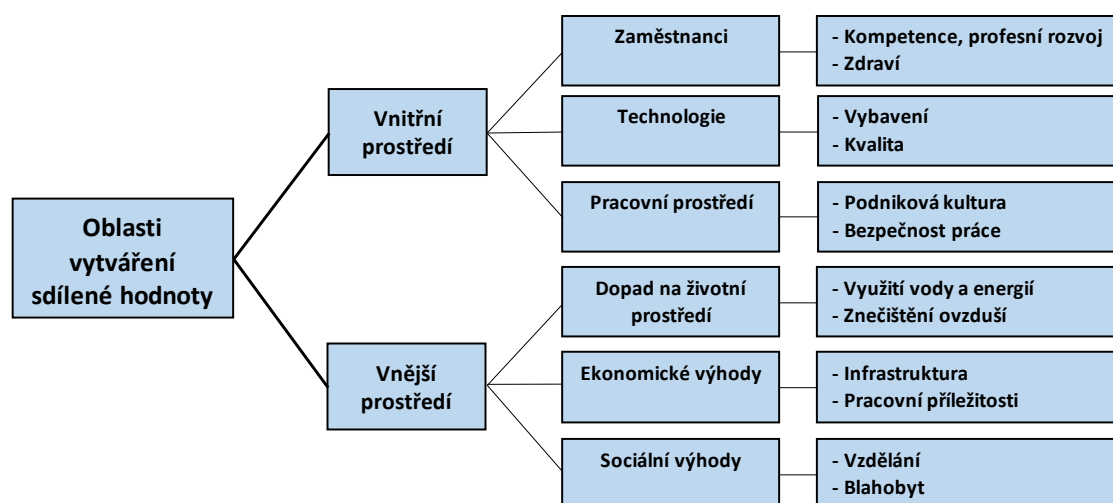 Oblasti
vytváření
sdílené hodnoty
Vnitřní
prostředí
Zaměstnanci
- Kompetence, profesní rozvoj
- Zdraví
Technologie
- Vybavení
- Kvalita
Pracovní prostředí
- Podniková kultura
- Bezpečnost práce
Vnější
prostředí
Dopad na životní
prostředí
- Využití vody a energií
- Znečištění ovzduší
Ekonomické výhody
- Infrastruktura
- Pracovní příležitosti
Sociální výhody
- Vzdělání
- Blahobyt